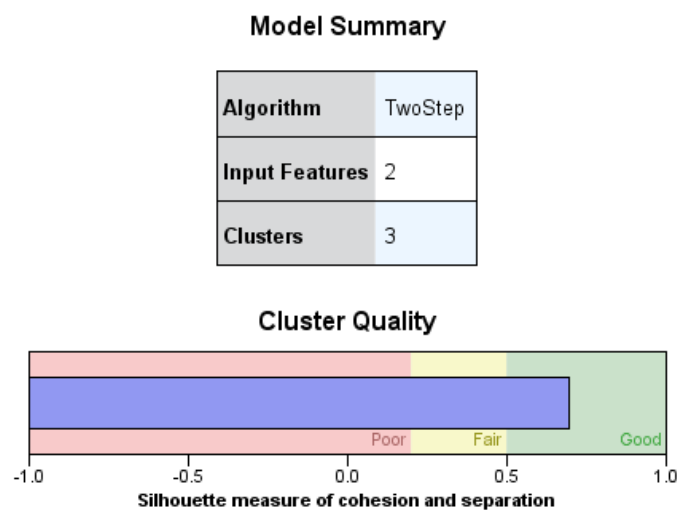 Model Summary
Algorithm TwoStep
Input Features 2
Clusters 3
Cluster Quality
Poor Fair Good
-1.0 -0.5 0.0 0.5 1.0
Silhouette measure of cohesion and separation